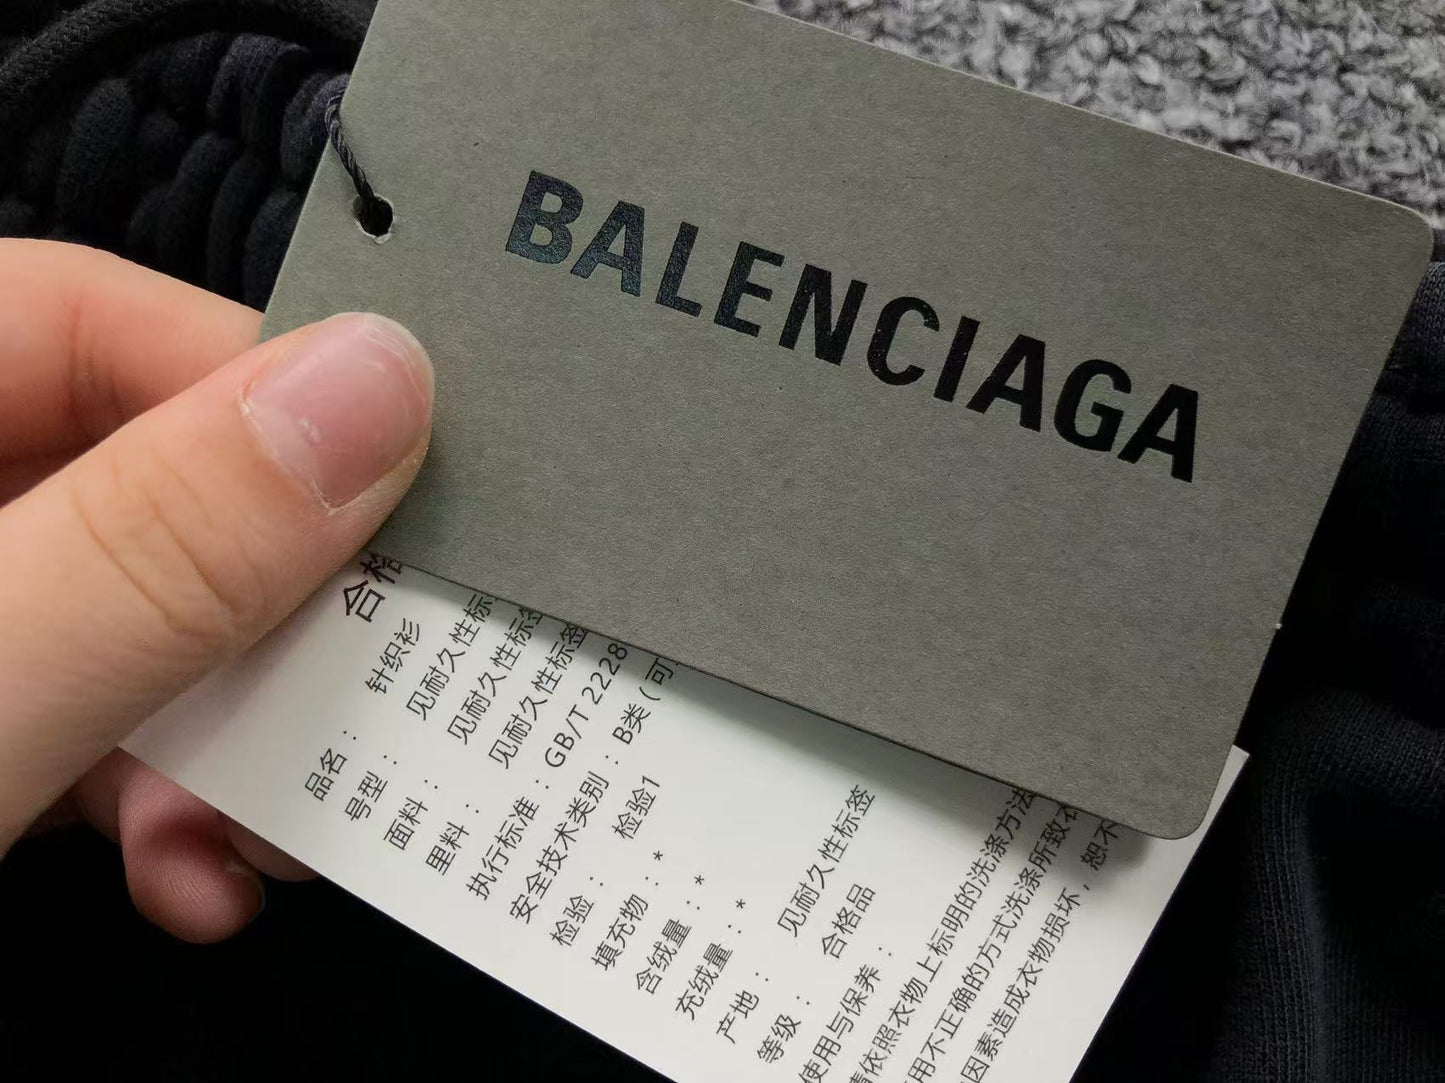 BALENCIAGA
合格
品名： 针织衫
号型： 见耐久性标
面料： 见耐久性标签
里料： 见耐久性标签
执行标准：GB/T 2228
安全技术类别：B类（可
检验： 检验1
填充物：*
含绒量：*
充绒量：*
产地： 见耐久性标签
等级： 合格品
使用与保养：
请依照衣物上标明的洗涤方法
用不正确的方式洗涤所致衣
因素造成衣物损坏，恕不